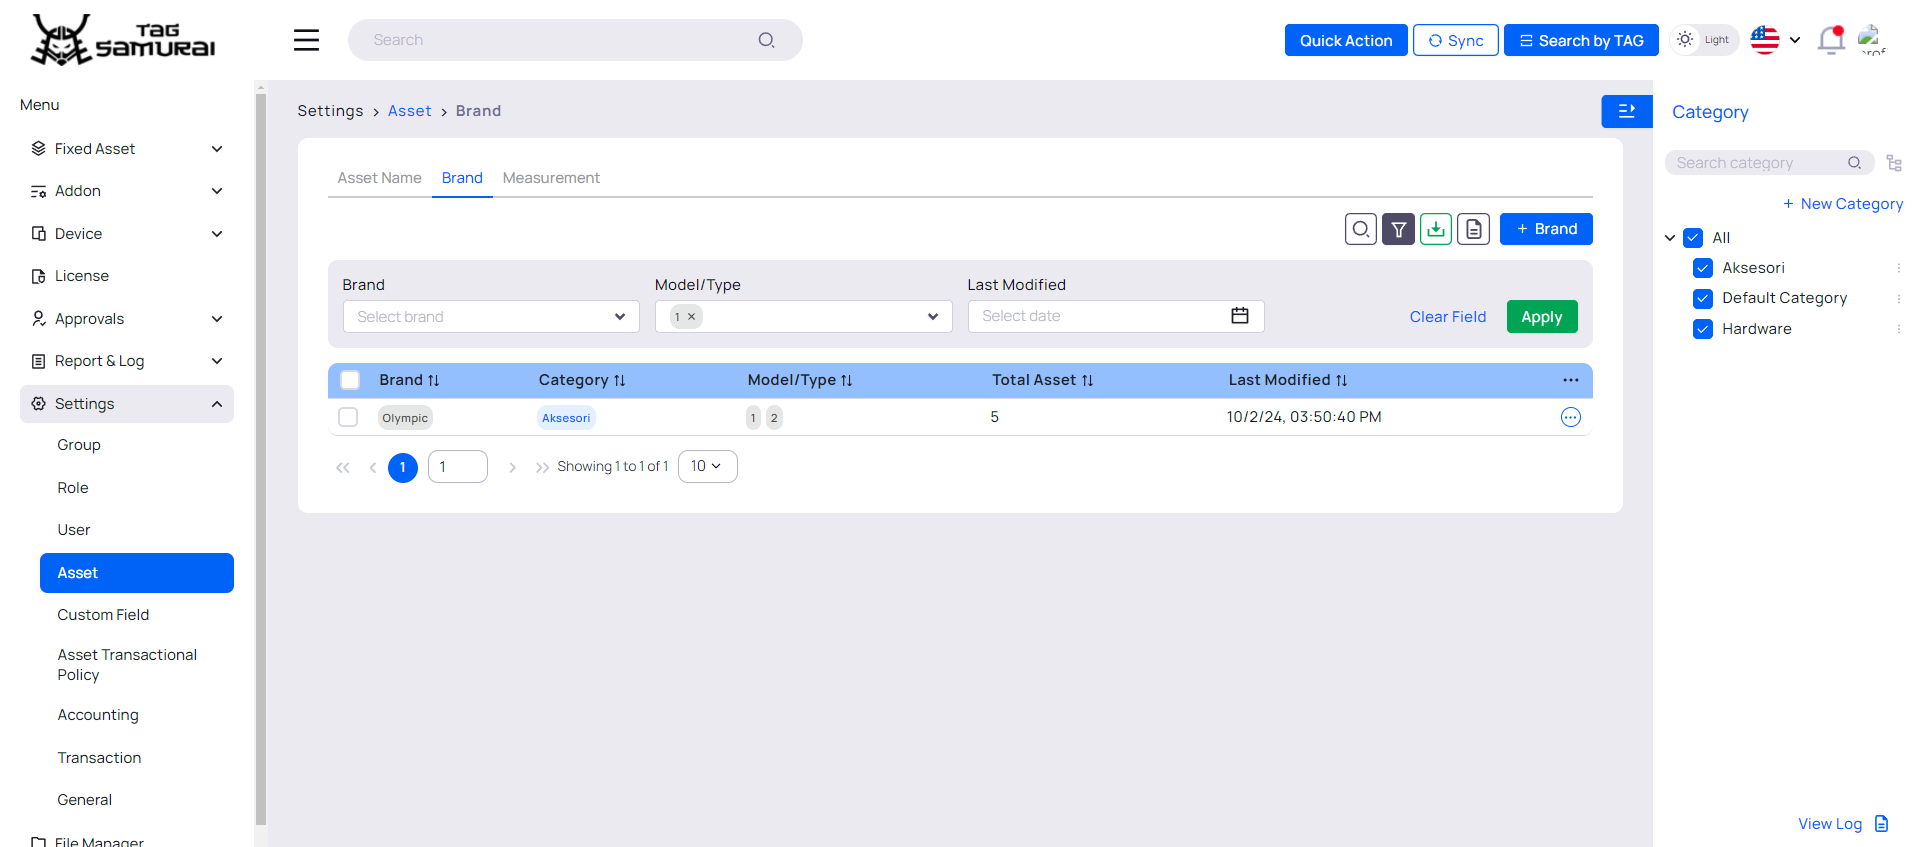 TAG
SAMURAI
Search
Quick Action
Sync
Search by TAG
Light
Menu
Fixed Asset
Addon
Device
License
Approvals
Report & Log
Settings
Group
Role
User
Asset
Custom Field
Asset Transactional
Policy
Accounting
Transaction
General
File Manager
Settings > Asset > Brand
Asset Name Brand Measurement
+ Brand
Brand Model/Type Last Modified
Select brand 1 × Select date Clear Field Apply
Brand Category Model/Type Total Asset Last Modified
Olympic Aksesori 1 2 5 10/2/24, 03:50:40 PM
1 1 Showing 1 to 1 of 1 10
Category
Search category
+ New Category
All
Aksesori
Default Category
Hardware
View Log